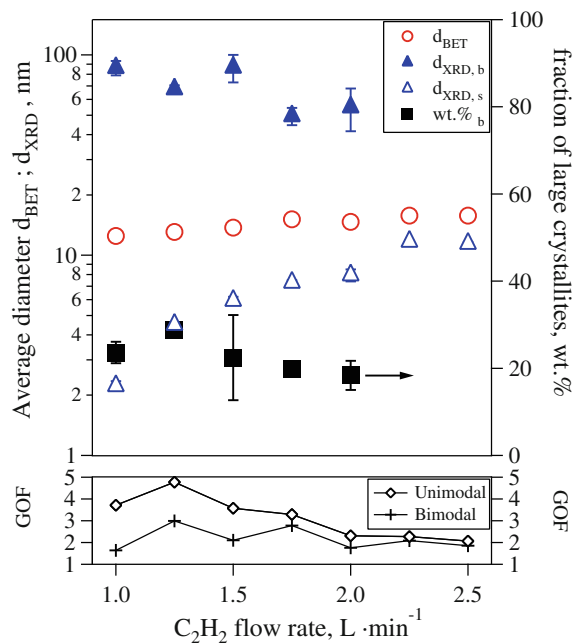 Average diameter d_BET ; d_XRD , nm
100
8
6
4
2
10
8
6
4
2
1
d_BET
d_XRD, b
d_XRD, s
wt.%_b
100
80
60
40
20
0
fraction of large crystallites, wt.%
GOF
5
4
3
2
1
Unimodal
Bimodal
5
4
3
2
1
GOF
1.0 1.5 2.0 2.5
C₂H₂ flow rate, L ·min⁻¹